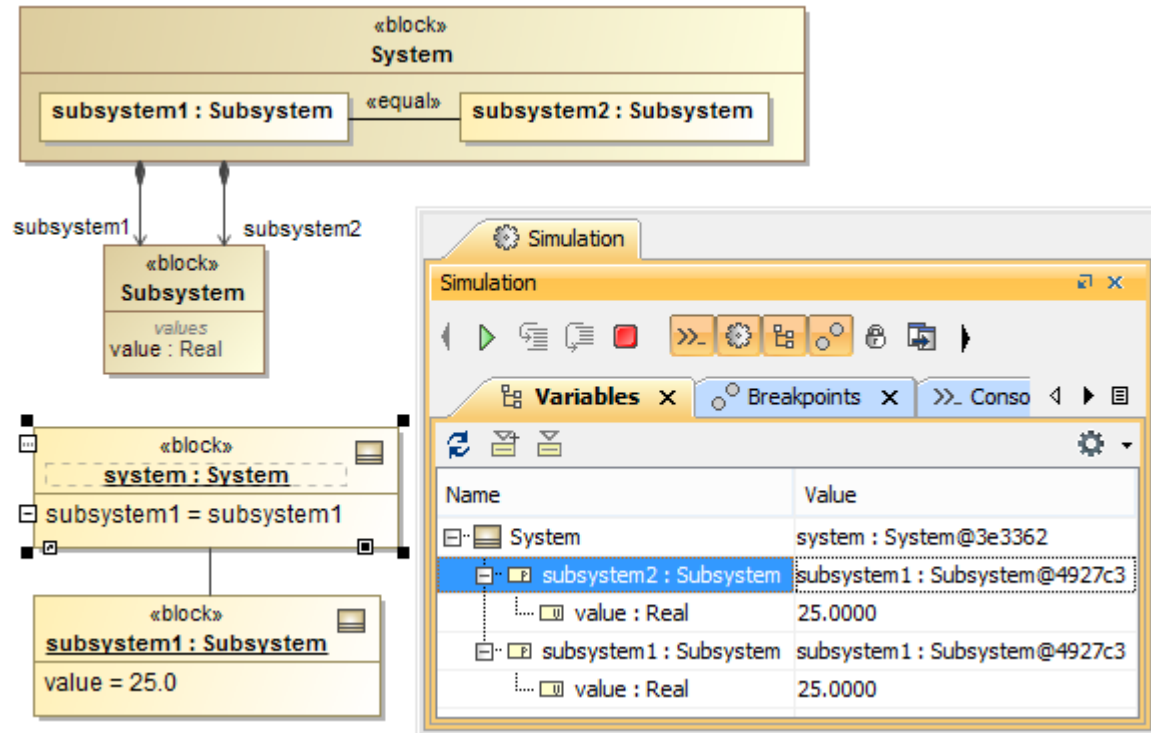 «block»
System
subsystem1 : Subsystem
«equal»
subsystem2 : Subsystem
subsystem1
subsystem2
«block»
Subsystem
values
value : Real
«block»
system : System
subsystem1 = subsystem1
«block»
subsystem1 : Subsystem
value = 25.0
Simulation
Simulation
Variables
Breakpoints
Conso
Name Value
System system : System@3e3362
subsystem2 : Subsystem subsystem1 : Subsystem@4927c3
value : Real 25.0000
subsystem1 : Subsystem subsystem1 : Subsystem@4927c3
value : Real 25.0000